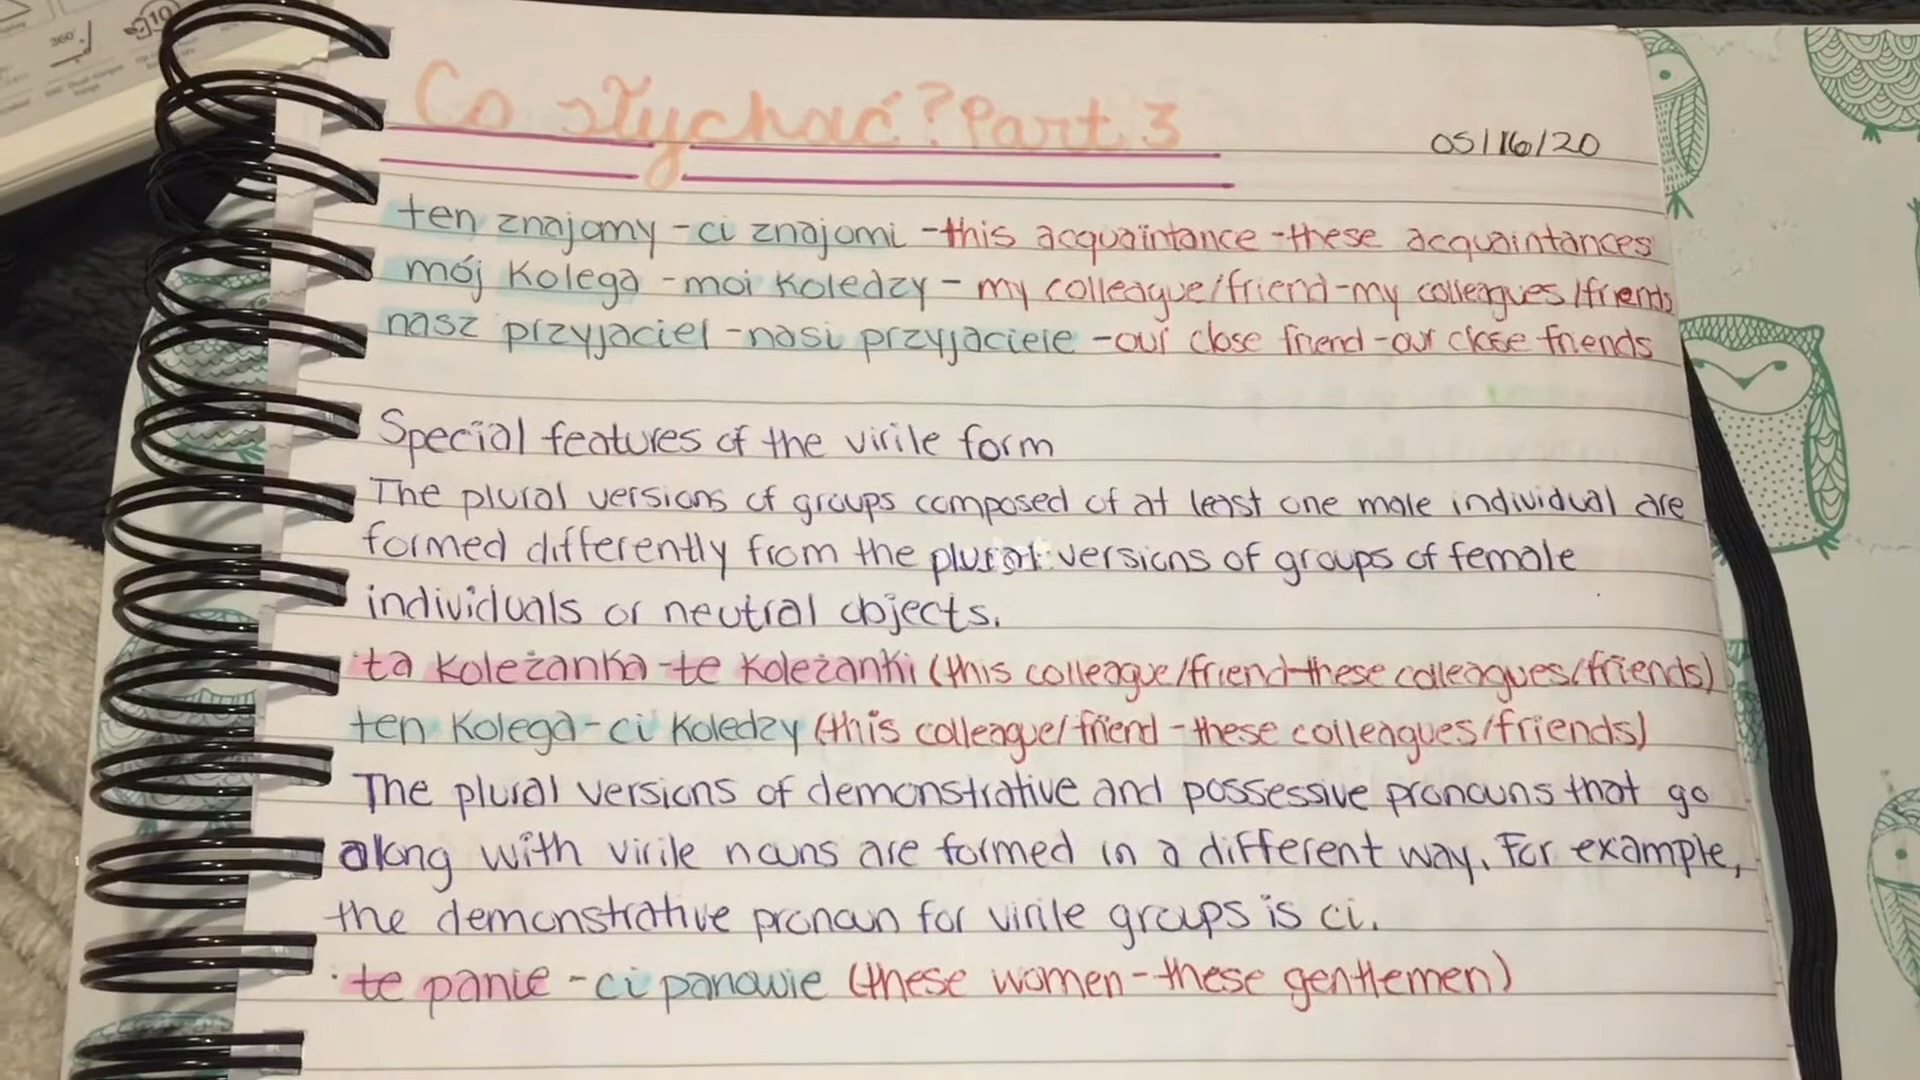 Co słychać? Part 3
05/16/20
ten znajomy - ci znajomi - this acquaintance - these acquaintances
mój kolega - moi koledzy - my colleague/friend - my colleagues/friends
nasz przyjaciel - nasi przyjaciele - our close friend - our close friends
Special features of the virile form
The plural versions of groups composed of at least one male individual are
formed differently from the plural versions of groups of female
individuals or neutral objects.
ta koleżanka - te koleżanki (this colleague/friend - these colleagues/friends)
ten kolega - ci koledzy (this colleague/friend - these colleagues/friends)
The plural versions of demonstrative and possessive pronouns that go
along with virile nouns are formed in a different way. For example,
the demonstrative pronoun for virile groups is ci.
te panie - ci panowie (these women - these gentlemen)
360°
10